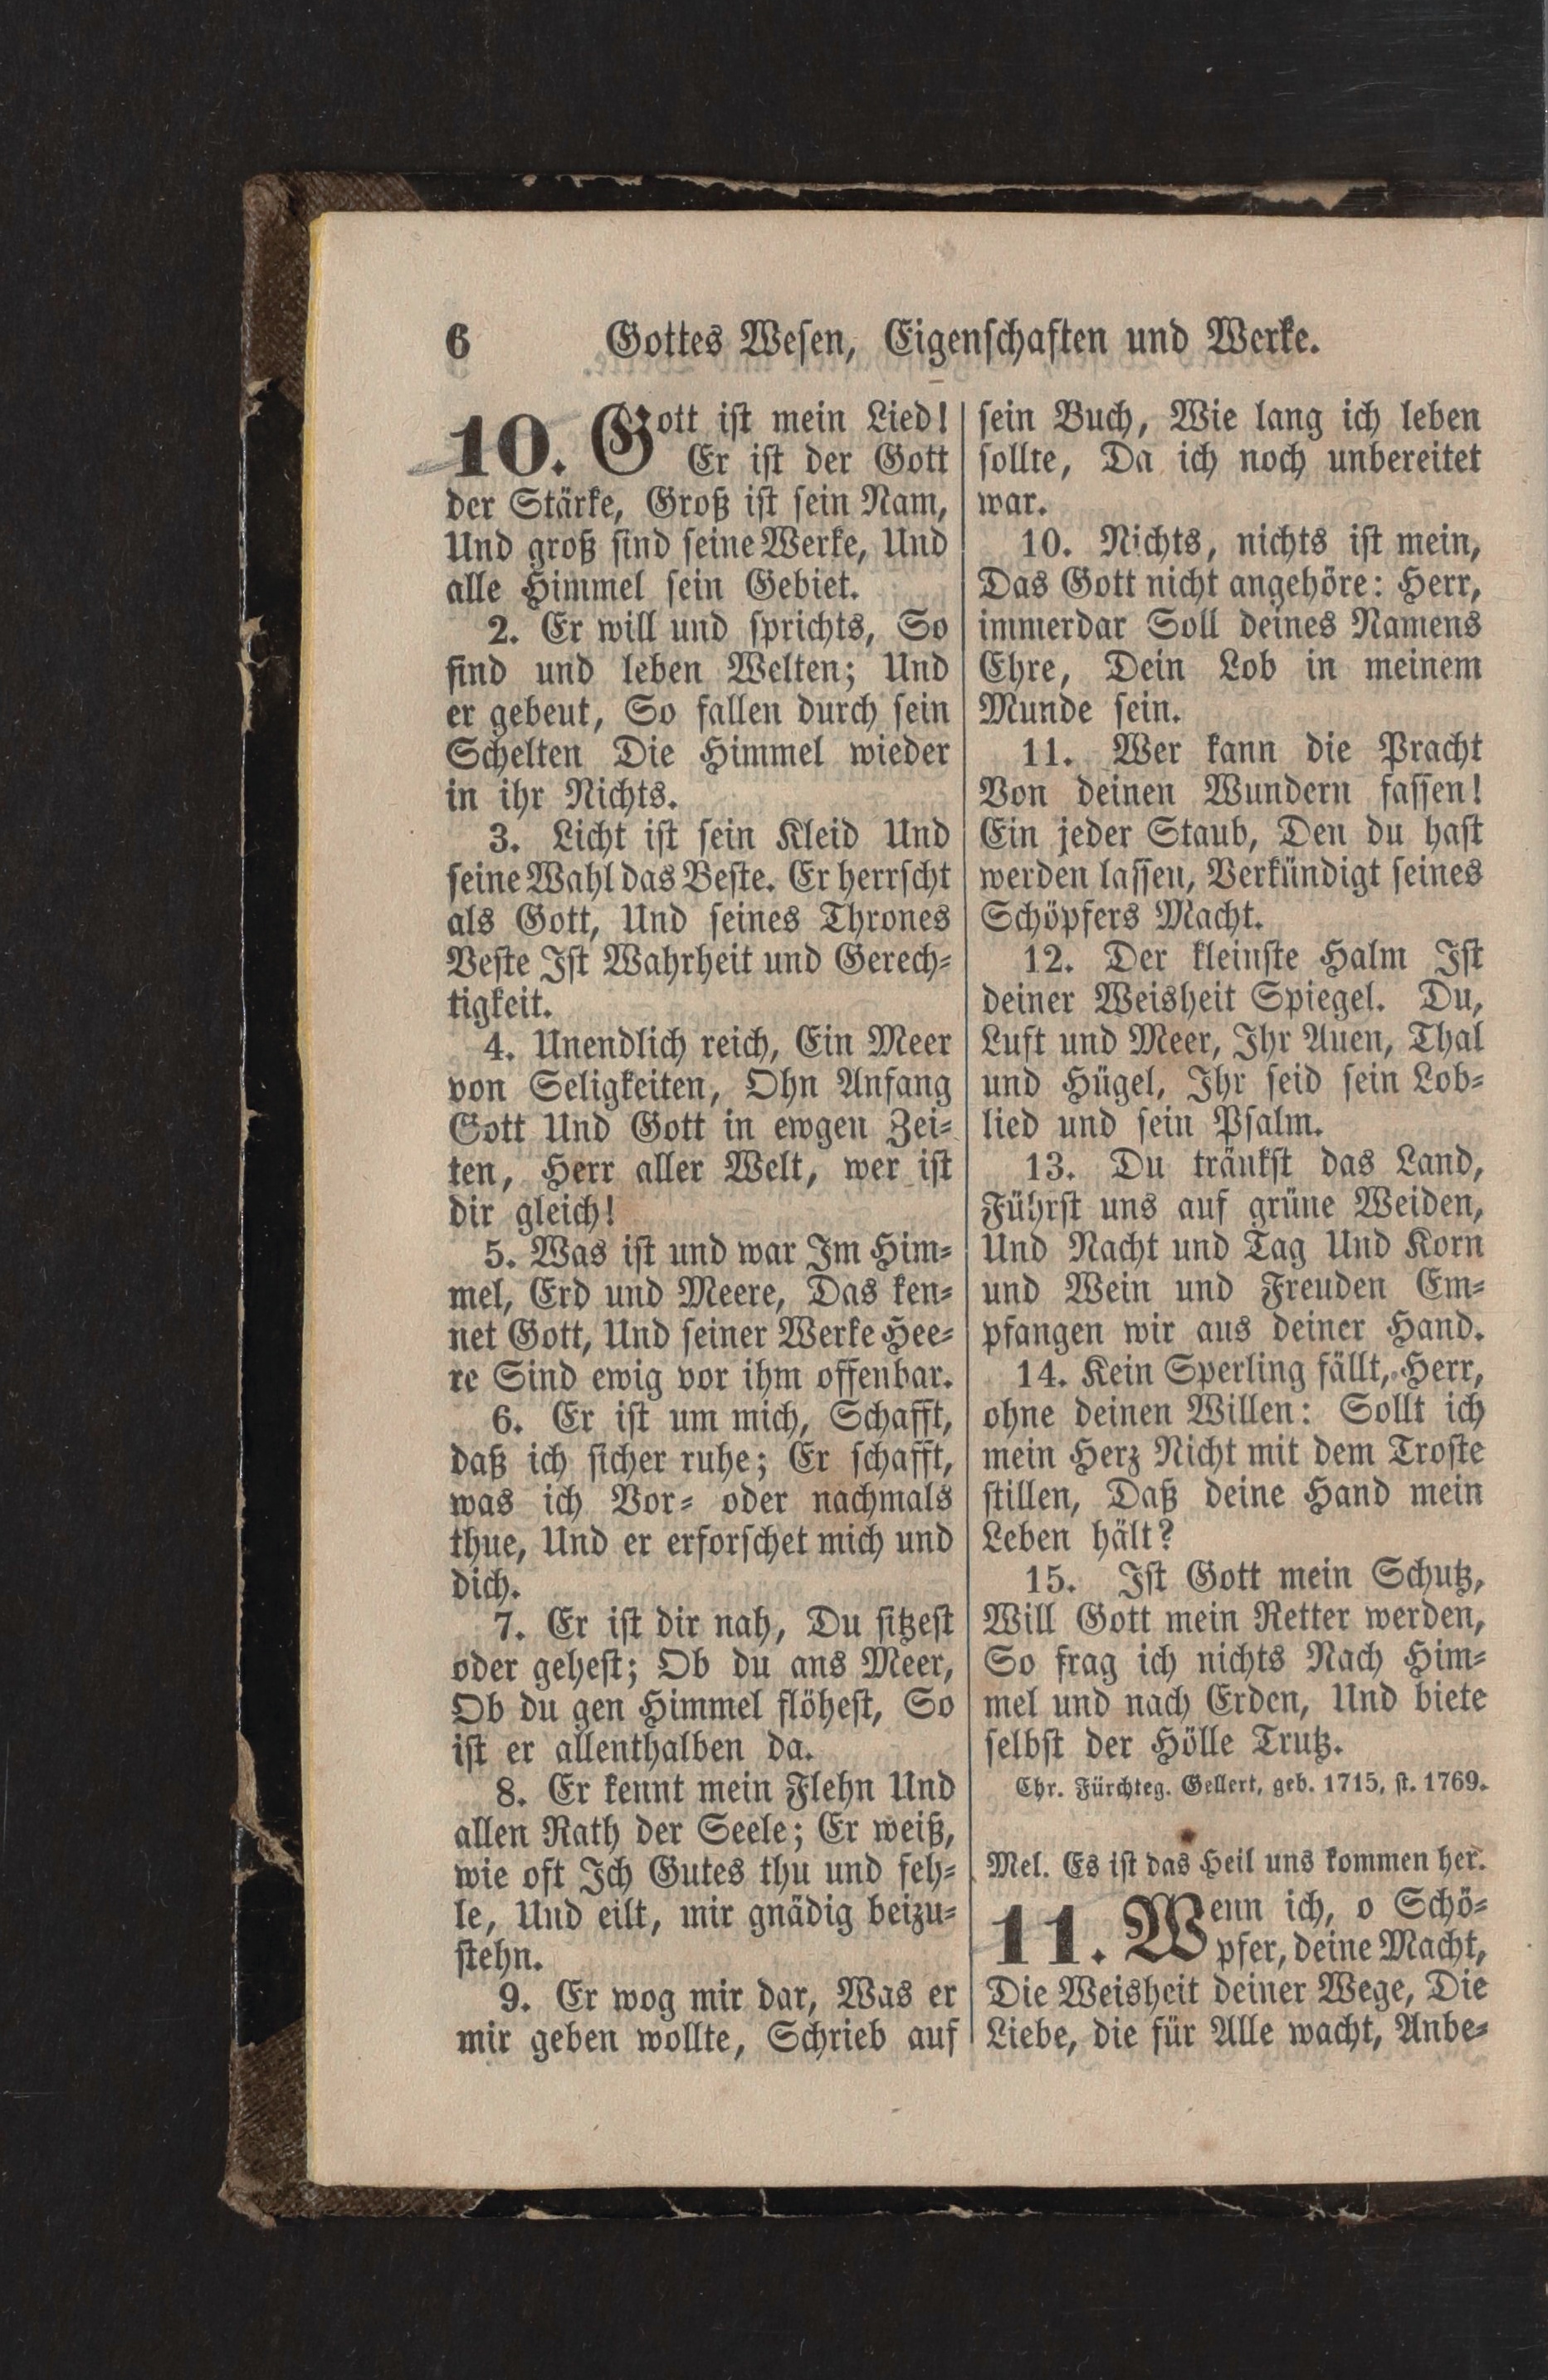 6 Gottes Wesen, Eigenschaften und Werke.
10. Gott ist mein Lied!
Er ist der Gott
der Stärke, Groß ist sein Nam,
Und groß sind seine Werke, Und
alle Himmel sein Gebiet.
2. Er will und sprichts, So
sind und leben Welten; Und
er gebeut, So fallen durch sein
Schelten Die Himmel wieder
in ihr Nichts.
3. Licht ist sein Kleid Und
seine Wahl das Beste. Er herrscht
als Gott, Und seines Thrones
Veste Ist Wahrheit und Gerech-
tigkeit.
4. Unendlich reich, Ein Meer
von Seligkeiten, Ohn Anfang
Gott Und Gott in ewgen Zei-
ten, Herr aller Welt, wer ist
dir gleich!
5. Was ist und war Im Him-
mel, Erd und Meere, Das ken-
net Gott, Und seiner Werke Hee-
re Sind ewig vor ihm offenbar.
6. Er ist um mich, Schafft,
daß ich sicher ruhe; Er schafft,
was ich Vor- oder nachmals
thue, Und er erforschet mich und
dich.
7. Er ist dir nah, Du sitzest
oder gehest; Ob du ans Meer,
Ob du gen Himmel flöhest, So
ist er allenthalben da.
8. Er kennt mein Flehn Und
allen Rath der Seele; Er weiß,
wie oft Ich Gutes thu und feh-
le, Und eilt, mir gnädig beizu-
stehn.
9. Er wog mir dar, Was er
mir geben wollte, Schrieb auf
sein Buch, Wie lang ich leben
sollte, Da ich noch unbereitet
war.
10. Nichts, nichts ist mein,
Das Gott nicht angehöre: Herr,
immerdar Soll deines Namens
Ehre, Dein Lob in meinem
Munde sein.
11. Wer kann die Pracht
Von deinen Wundern fassen!
Ein jeder Staub, Den du hast
werden lassen, Verkündigt seines
Schöpfers Macht.
12. Der kleinste Halm Ist
deiner Weisheit Spiegel. Du,
Luft und Meer, Ihr Auen, Thal
und Hügel, Ihr seid sein Lob-
lied und sein Psalm.
13. Du tränkst das Land,
Führst uns auf grüne Weiden,
Und Nacht und Tag Und Korn
und Wein und Freuden Em-
pfangen wir aus deiner Hand.
14. Kein Sperling fällt, Herr,
ohne deinen Willen: Sollt ich
mein Herz Nicht mit dem Troste
stillen, Daß deine Hand mein
Leben hält?
15. Ist Gott mein Schutz,
Will Gott mein Retter werden,
So frag ich nichts Nach Him-
mel und nach Erden, Und biete
selbst der Hölle Trutz.
Chr. Fürchteg. Gellert, geb. 1715, st. 1769.
Mel. Es ist das Heil uns kommen her.
11. Wenn ich, o Schö-
pfer, deine Macht,
Die Weisheit deiner Wege, Die
Liebe, die für Alle wacht, Anbe-